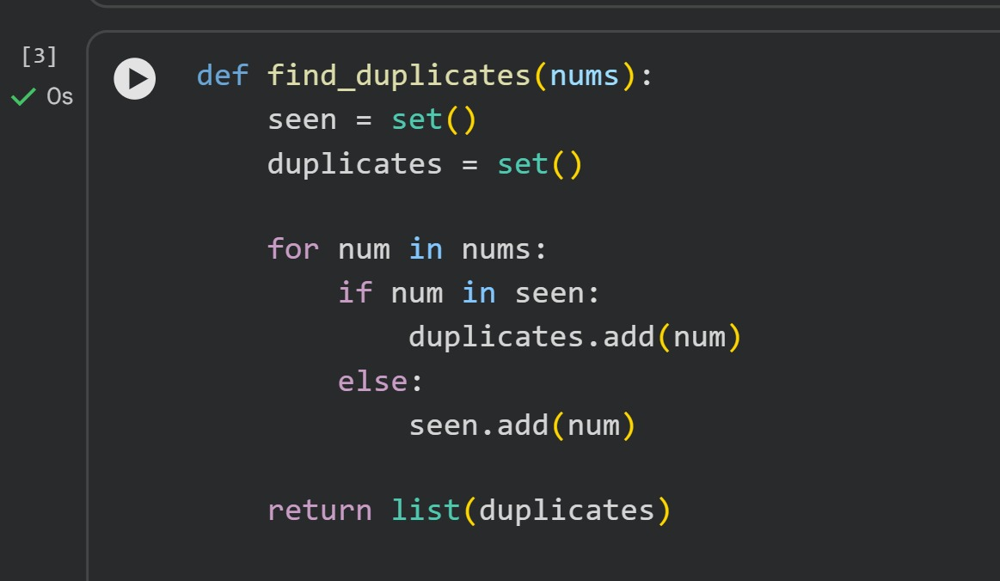 [3]
0s
def find_duplicates(nums):
    seen = set()
    duplicates = set()

    for num in nums:
        if num in seen:
            duplicates.add(num)
        else:
            seen.add(num)

    return list(duplicates)